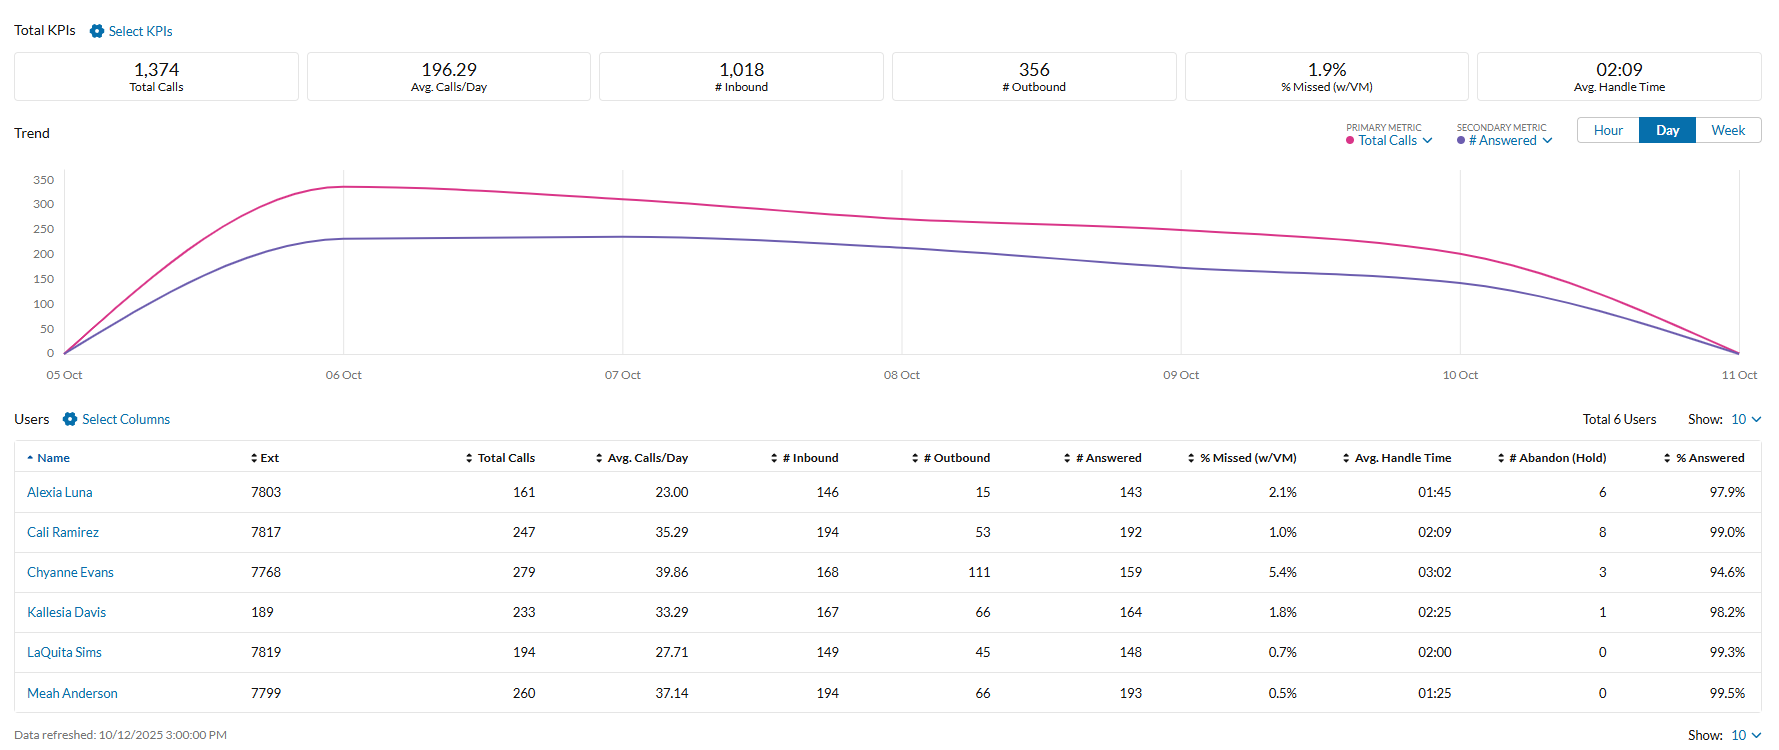 Total KPIs Select KPIs
1,374 196.29 1,018 356 1.9% 02:09
Total Calls Avg. Calls/Day # Inbound # Outbound % Missed (w/VM) Avg. Handle Time
Trend
PRIMARY METRIC SECONDARY METRIC
Total Calls # Answered Hour Day Week
350
300
250
200
150
100
50
0
05 Oct 06 Oct 07 Oct 08 Oct 09 Oct 10 Oct 11 Oct
Users Select Columns Total 6 Users Show: 10
Name Ext Total Calls Avg. Calls/Day # Inbound # Outbound # Answered % Missed (w/VM) Avg. Handle Time # Abandon (Hold) % Answered
Alexia Luna 7803 161 23.00 146 15 143 2.1% 01:45 6 97.9%
Cali Ramirez 7817 247 35.29 194 53 192 1.0% 02:09 8 99.0%
Chyanne Evans 7768 279 39.86 168 111 159 5.4% 03:02 3 94.6%
Kallesia Davis 189 233 33.29 167 66 164 1.8% 02:25 1 98.2%
LaQuita Sims 7819 194 27.71 149 45 148 0.7% 02:00 0 99.3%
Meah Anderson 7799 260 37.14 194 66 193 0.5% 01:25 0 99.5%
Data refreshed: 10/12/2025 3:00:00 PM Show: 10